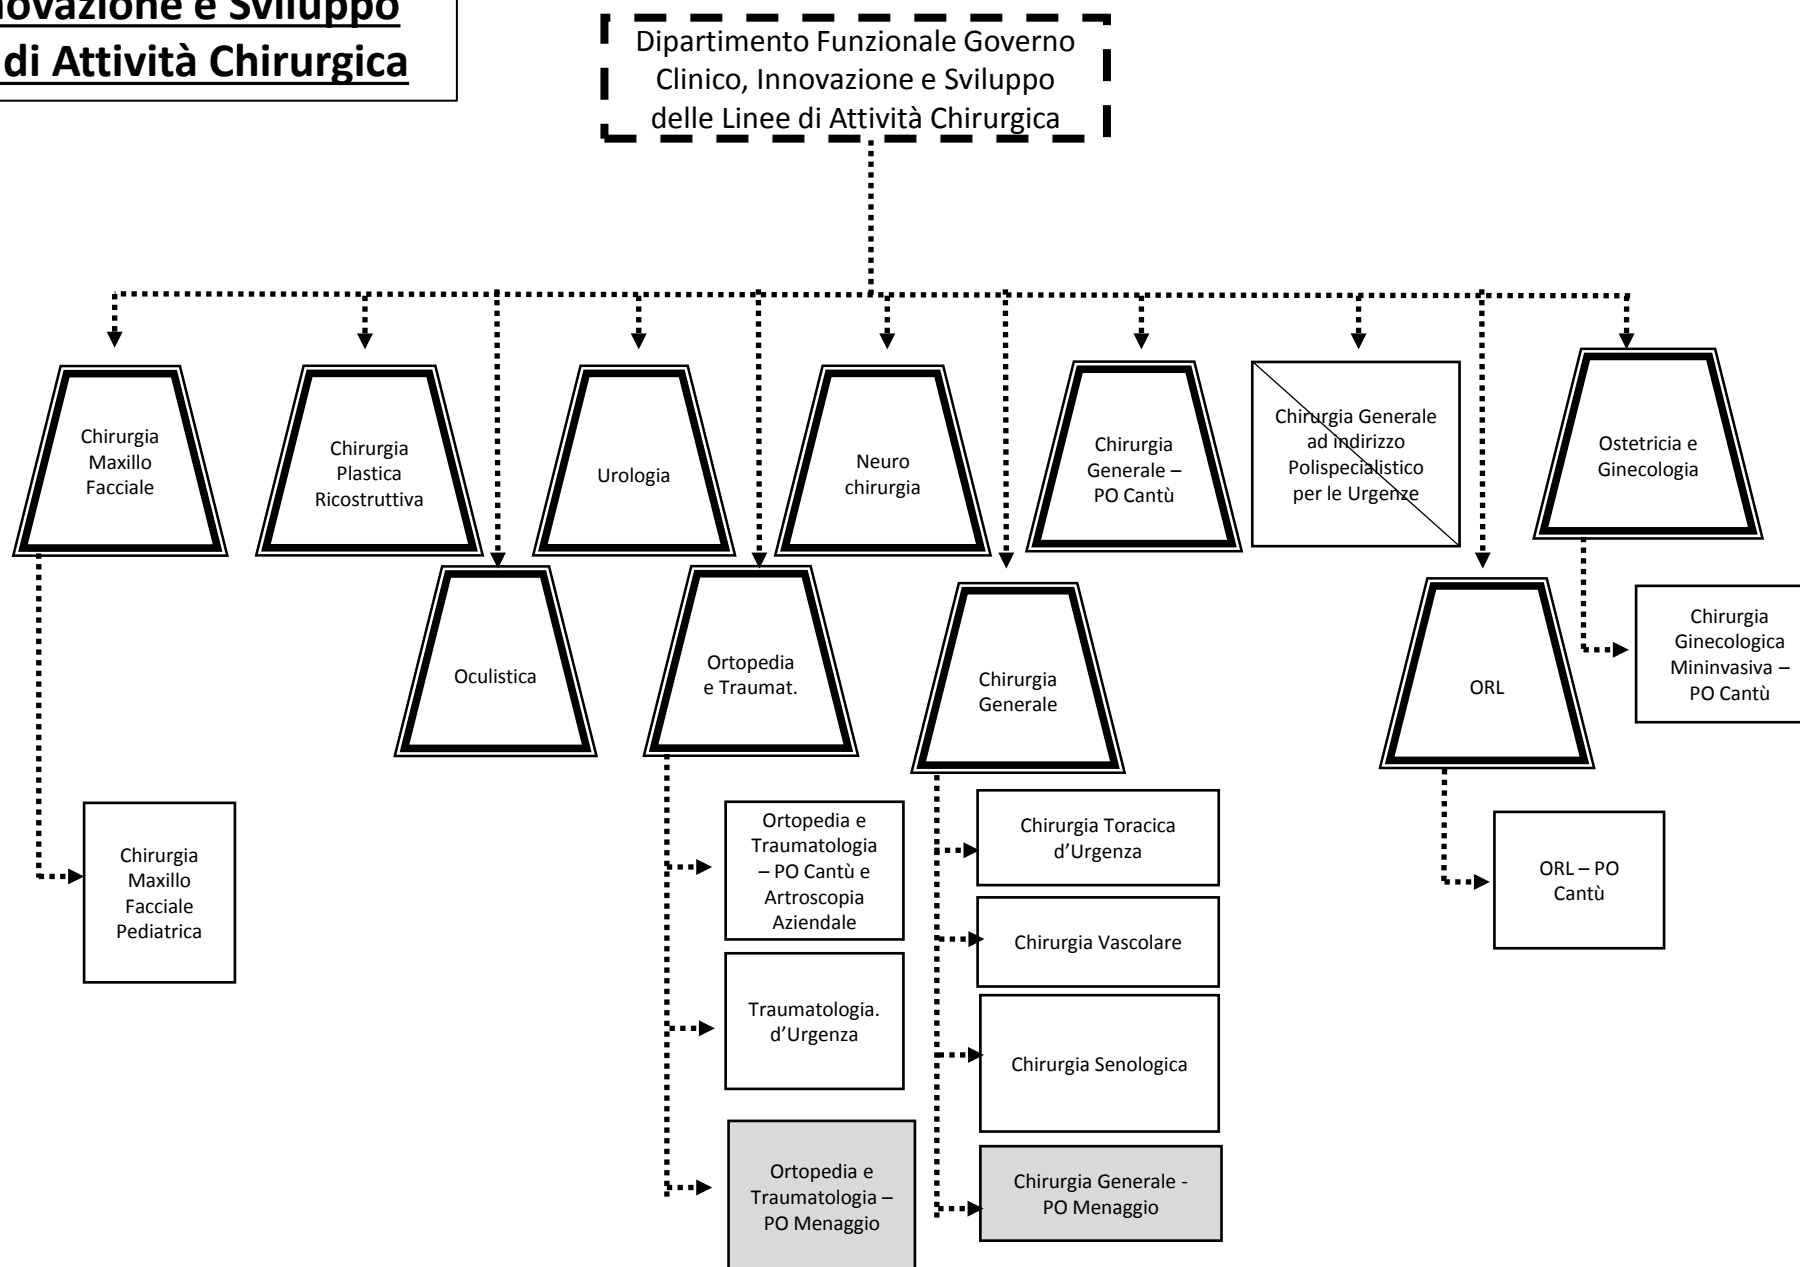 novazione e Sviluppo
di Attività Chirurgica
Dipartimento Funzionale Governo
Clinico, Innovazione e Sviluppo
delle Linee di Attività Chirurgica
Chirurgia
Maxillo
Facciale
Chirurgia
Plastica
Ricostruttiva
Urologia
Neuro
chirurgia
Chirurgia
Generale –
PO Cantù
Chirurgia Generale
ad indirizzo
Polispecialistico
per le Urgenze
Ostetricia e
Ginecologia
Oculistica
Ortopedia
e Traumat.
Chirurgia
Generale
ORL
Chirurgia
Ginecologica
Mininvasiva –
PO Cantù
Chirurgia
Maxillo
Facciale
Pediatrica
Ortopedia e
Traumatologia
– PO Cantù e
Artroscopia
Aziendale
Traumatologia.
d’Urgenza
Ortopedia e
Traumatologia –
PO Menaggio
Chirurgia Toracica
d’Urgenza
Chirurgia Vascolare
Chirurgia Senologica
Chirurgia Generale -
PO Menaggio
ORL – PO
Cantù